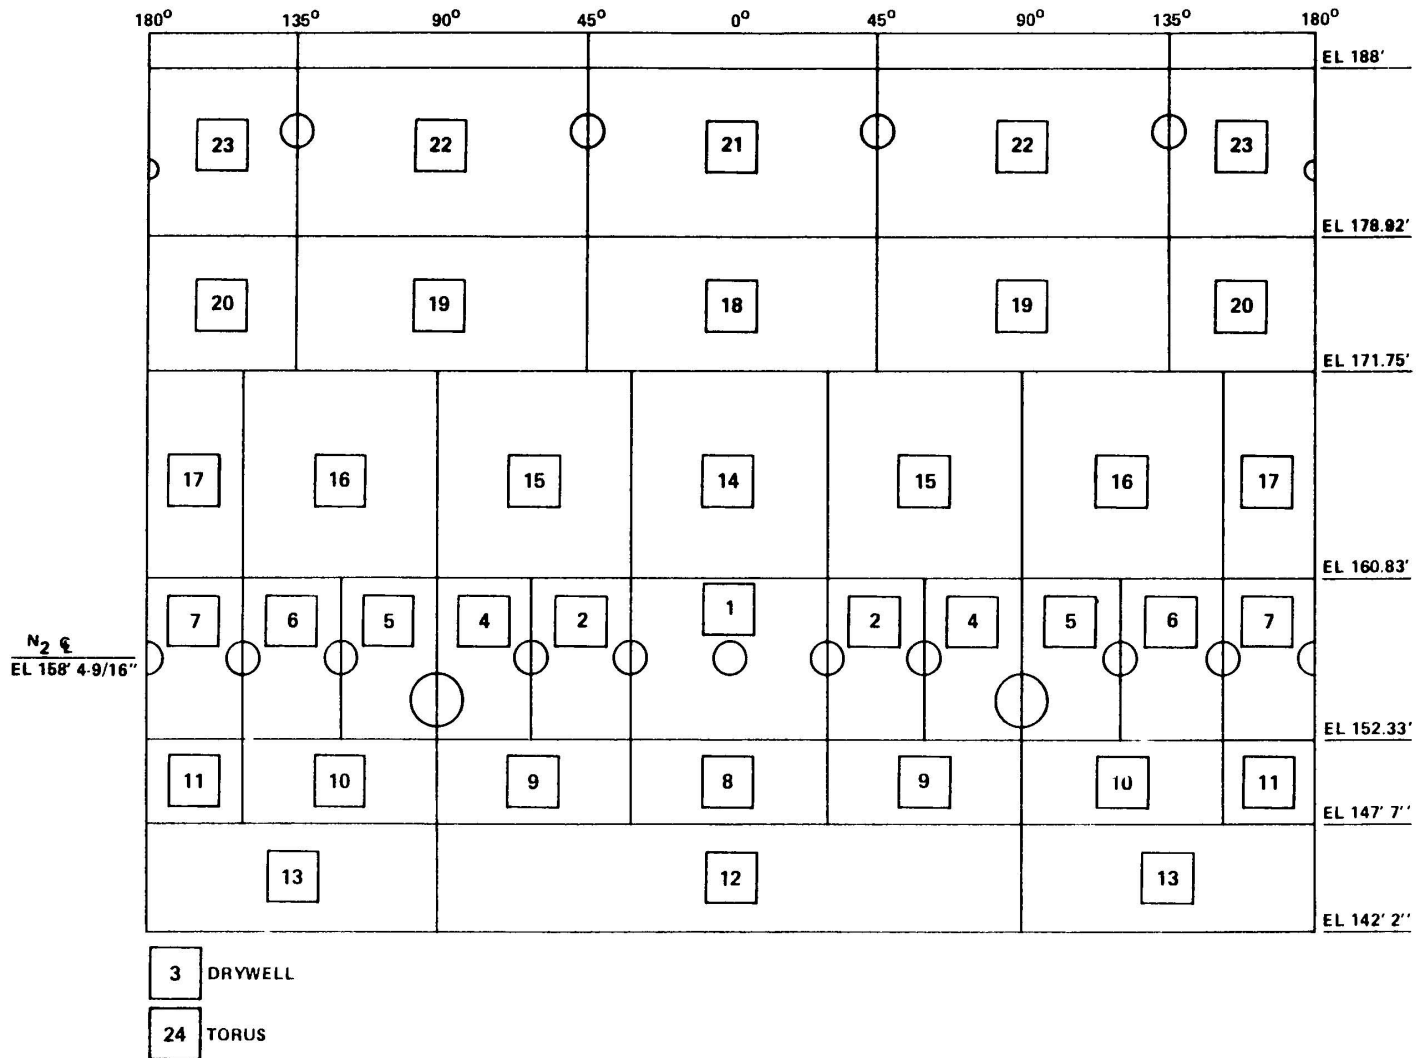 180° 135° 90° 45° 0° 45° 90° 135° 180°
EL 188'
23 22 21 22 23
EL 178.92'
20 19 18 19 20
EL 171.75'
17 16 15 14 15 16 17
EL 160.83'
7 6 5 4 2 1 2 4 5 6 7
N₂ ℄
EL 158' 4-9/16"
EL 152.33'
11 10 9 8 9 10 11
EL 147' 7''
13 12 13
EL 142' 2''
3 DRYWELL
24 TORUS